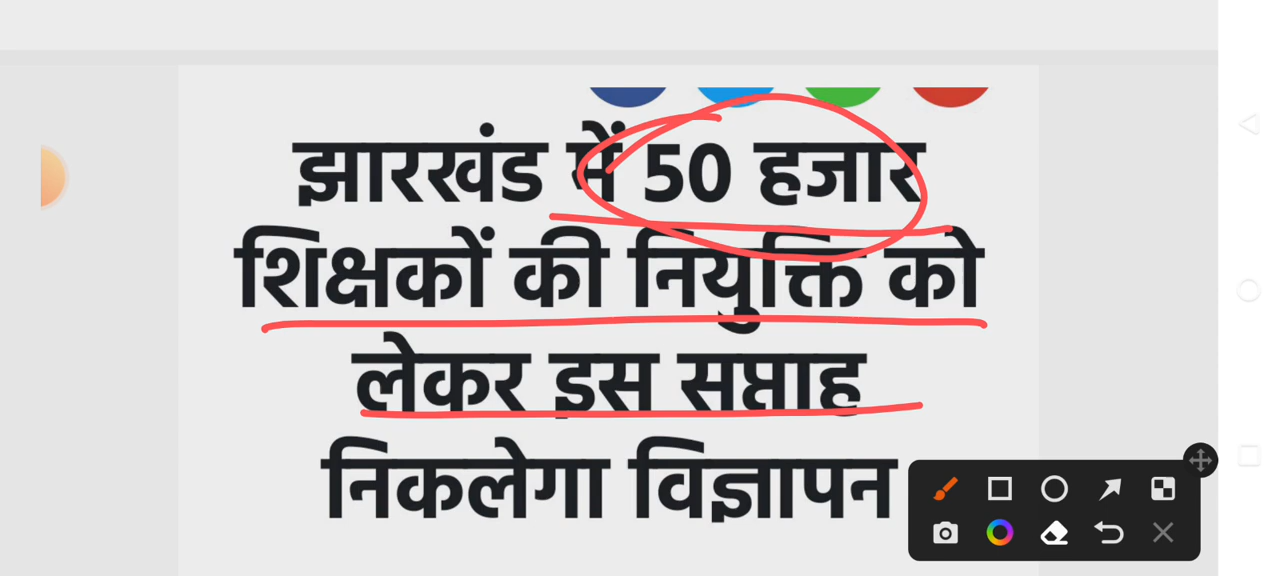 झारखंड में 50 हजार
शिक्षकों की नियुक्ति को
लेकर इस सप्ताह
निकलेगा विज्ञापन